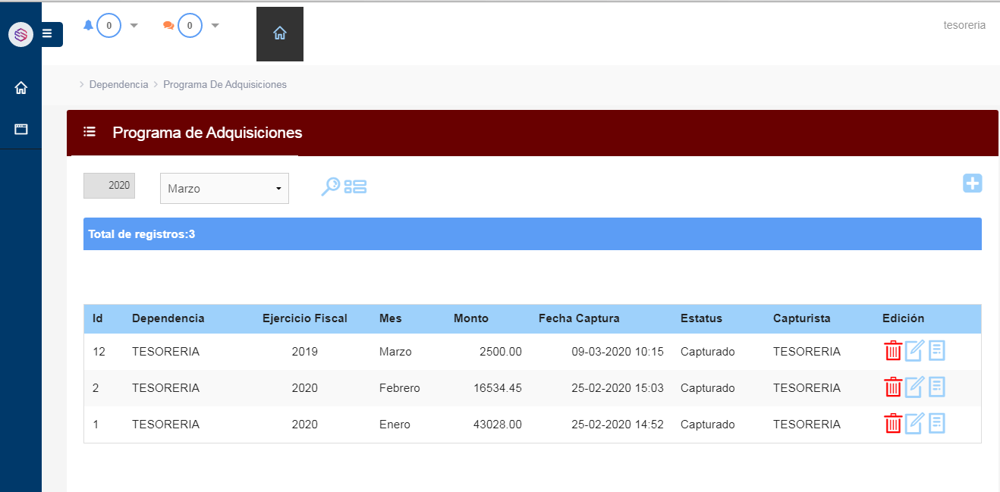 0 0 tesoreria
Dependencia Programa De Adquisiciones
Programa de Adquisiciones
2020 Marzo
Total de registros:3
Id Dependencia Ejercicio Fiscal Mes Monto Fecha Captura Estatus Capturista Edición
12 TESORERIA 2019 Marzo 2500.00 09-03-2020 10:15 Capturado TESORERIA
2 TESORERIA 2020 Febrero 16534.45 25-02-2020 15:03 Capturado TESORERIA
1 TESORERIA 2020 Enero 43028.00 25-02-2020 14:52 Capturado TESORERIA